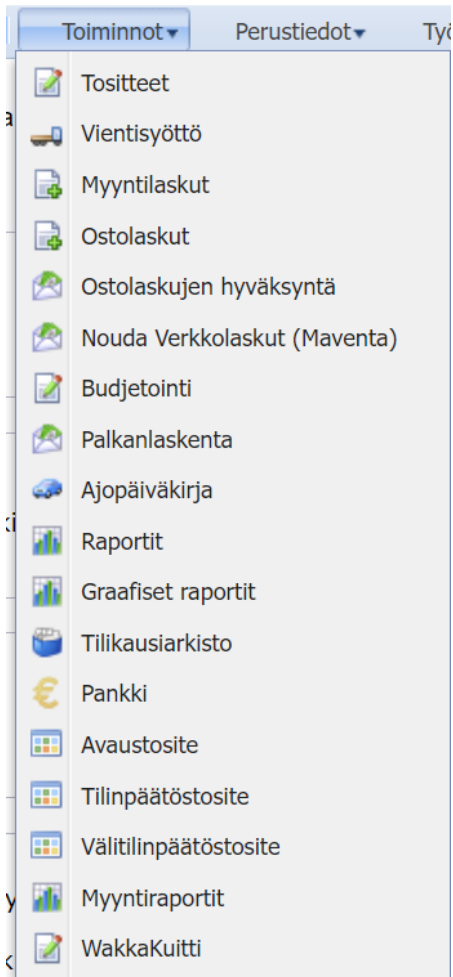 Toiminnot Perustiedot
Tositteet
Vientisyöttö
Myyntilaskut
Ostolaskut
Ostolaskujen hyväksyntä
Nouda Verkkolaskut (Maventa)
Budjetointi
Palkanlaskenta
Ajopäiväkirja
Raportit
Graafiset raportit
Tilikausiarkisto
Pankki
Avaustosite
Tilinpäätöstosite
Välitilinpäätöstosite
Myyntiraportit
WakkaKuitti